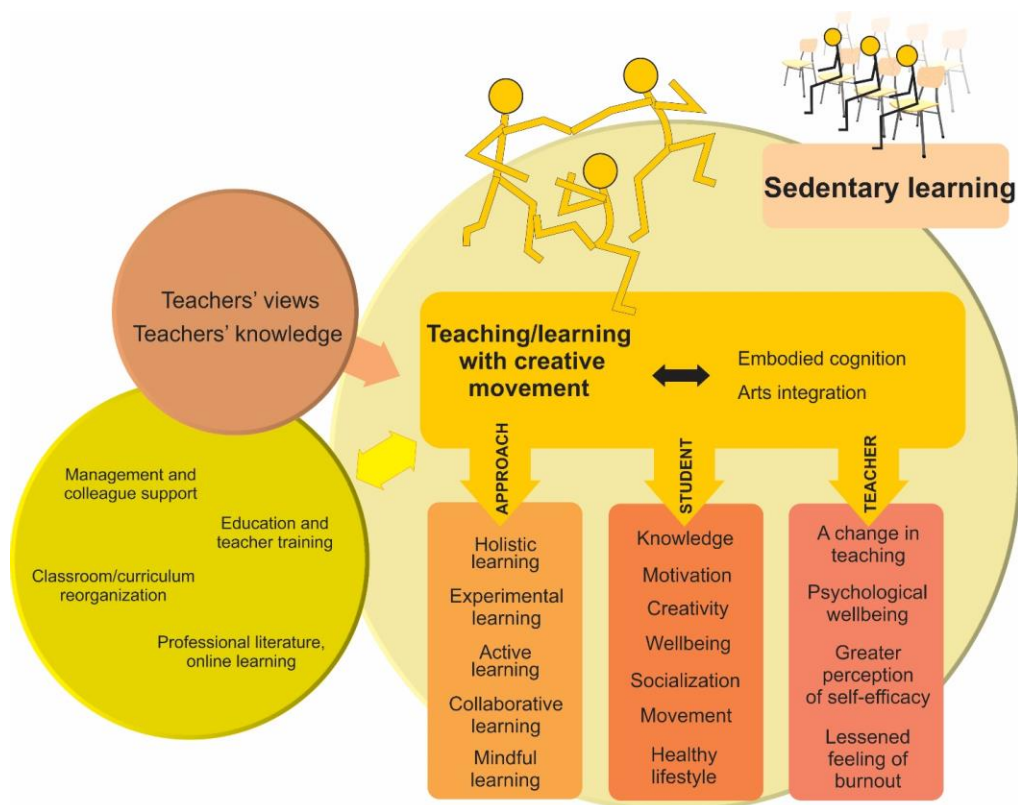 Sedentary learning
Teachers’ views
Teachers’ knowledge
Teaching/learning
with creative
movement
Embodied cognition
Arts integration
Management and
colleague support
Education and
teacher training
Classroom/curriculum
reorganization
Professional literature,
online learning
APPROACH
Holistic
learning
Experimental
learning
Active
learning
Collaborative
learning
Mindful
learning
STUDENT
Knowledge
Motivation
Creativity
Wellbeing
Socialization
Movement
Healthy
lifestyle
TEACHER
A change in
teaching
Psychological
wellbeing
Greater
perception
of self-efficacy
Lessened
feeling of
burnout